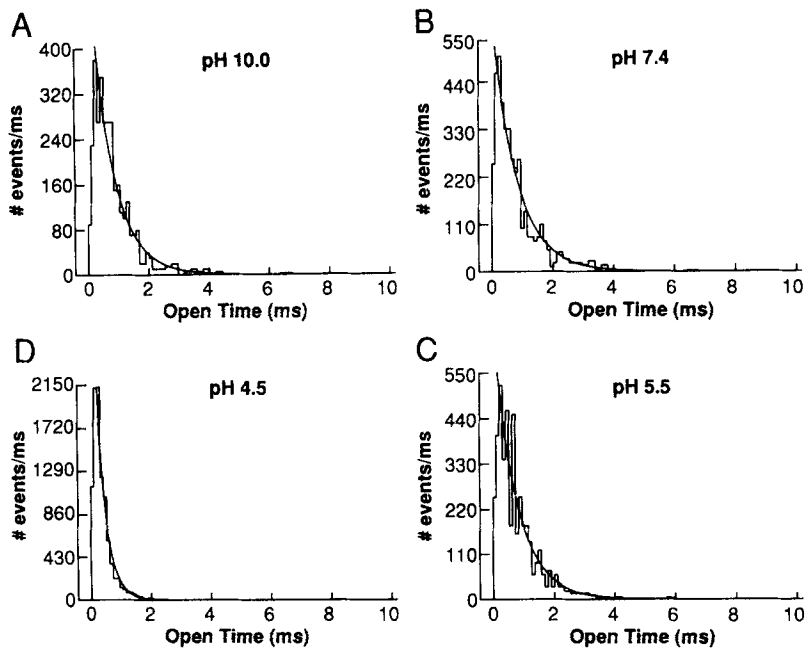 A
pH 10.0
# events/ms
400
320
240
160
80
0
0 2 4 6 8 10
Open Time (ms)
B
pH 7.4
# events/ms
550
440
330
220
110
0
0 2 4 6 8 10
Open Time (ms)
D
pH 4.5
# events/ms
2150
1720
1290
860
430
0
0 2 4 6 8 10
Open Time (ms)
C
pH 5.5
# events/ms
550
440
330
220
110
0
0 2 4 6 8 10
Open Time (ms)